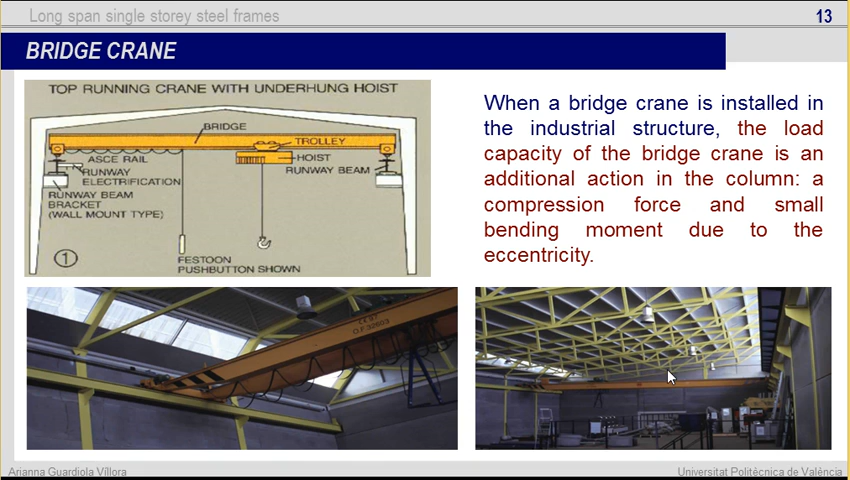 Long span single storey steel frames
13
BRIDGE CRANE
TOP RUNNING CRANE WITH UNDERHUNG HOIST
BRIDGE
TROLLEY
ASCE RAIL
HOIST
RUNWAY
ELECTRIFICATION
RUNWAY BEAM
RUNWAY BEAM
BRACKET
(WALL MOUNT TYPE)
1
FESTOON
PUSHBUTTON SHOWN
When a bridge crane is installed in
the industrial structure, the load
capacity of the bridge crane is an
additional action in the column: a
compression force and small
bending moment due to the
eccentricity.
Arianna Guardiola Víllora
Universitat Politècnica de València